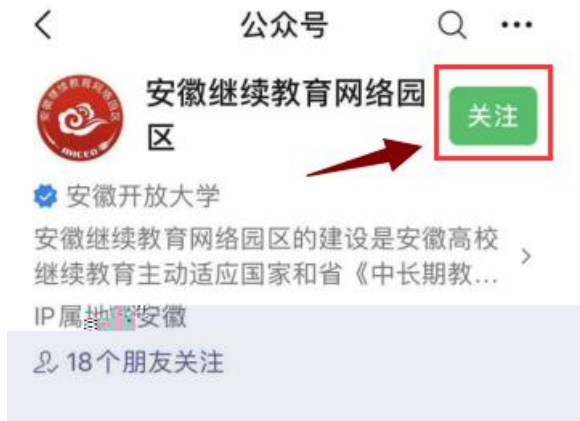 公众号
安徽继续教育网络园
区
关注
安徽开放大学
安徽继续教育网络园区的建设是安徽高校
继续教育主动适应国家和省《中长期教...
IP属地 安徽
18个朋友关注